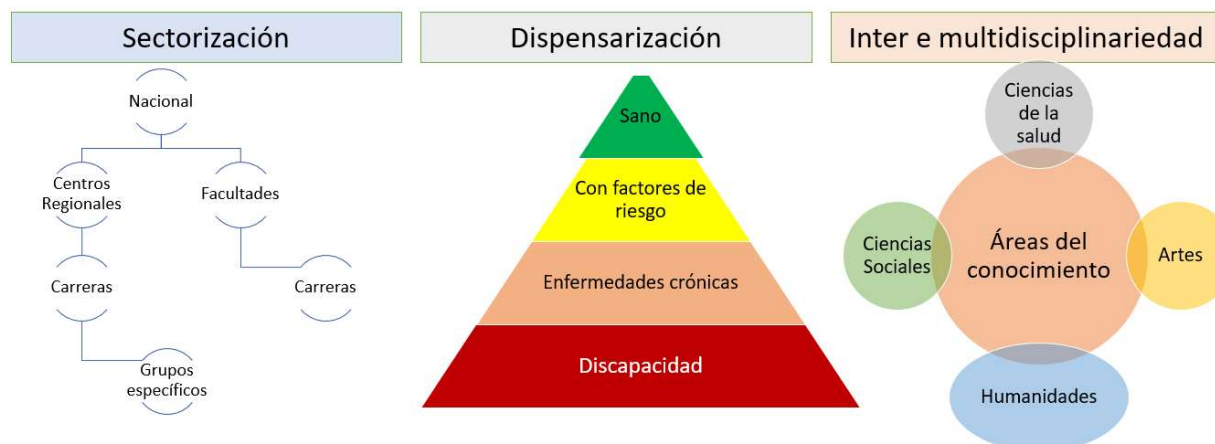 Sectorización
Nacional
Centros
Regionales
Facultades
Carreras
Carreras
Grupos
específicos
Dispensarización
Sano
Con factores de
riesgo
Enfermedades crónicas
Discapacidad
Inter e multidisciplinariedad
Ciencias
de la
salud
Ciencias
Sociales
Áreas del
conocimiento
Artes
Humanidades